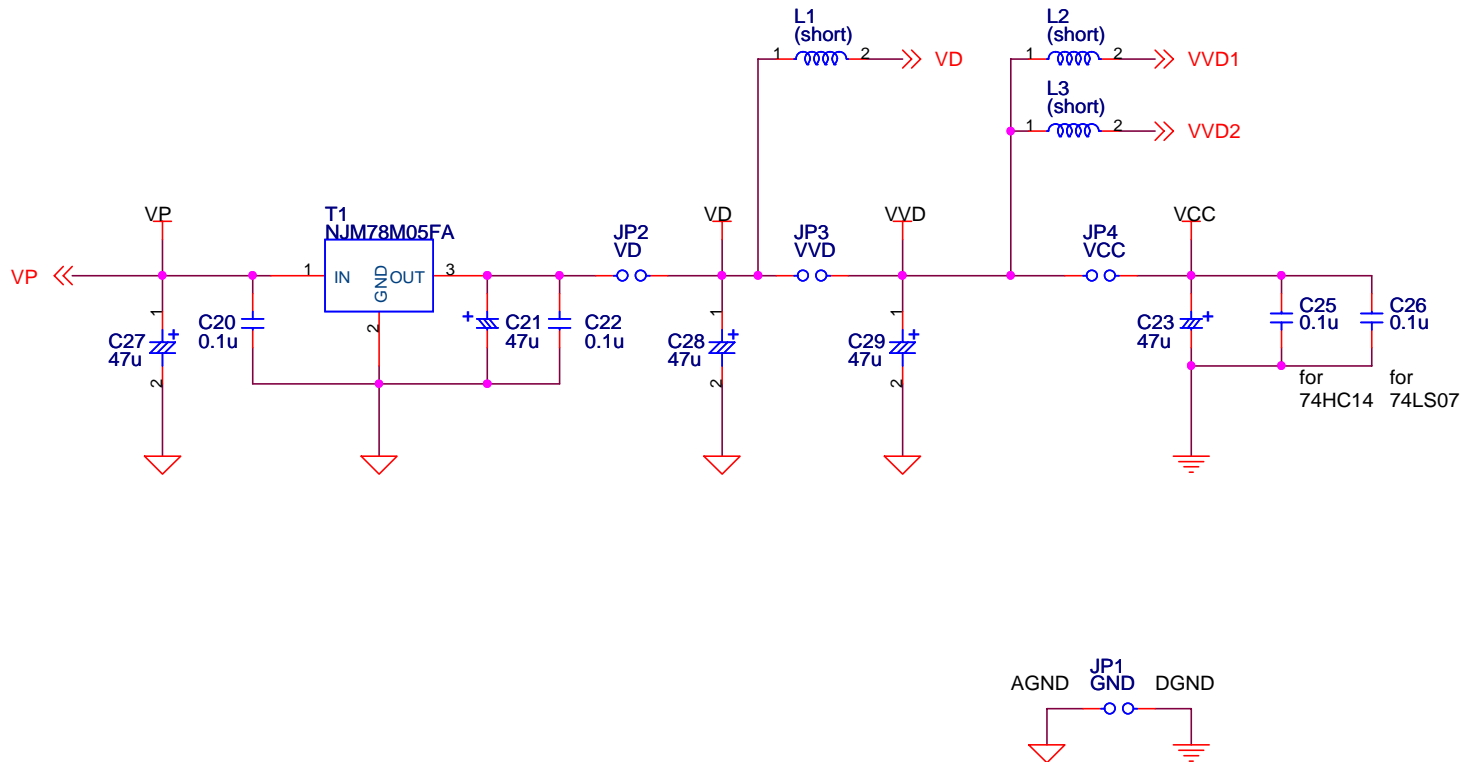 L1
(short)
1
2
VD
L2
(short)
1
2
VVD1
L3
(short)
1
2
VVD2
VP
T1
NJM78M05FA
VD
VVD
VCC
JP2
VD
JP3
VVD
JP4
VCC
VP
1
IN
GND
OUT
3
2
1
+
C27
47u
2
C20
0.1u
+
C21
47u
C22
0.1u
1
+
C28
47u
2
1
+
C29
47u
2
+
C23
47u
C25
0.1u
C26
0.1u
for
74HC14
for
74LS07
AGND
JP1
GND
DGND